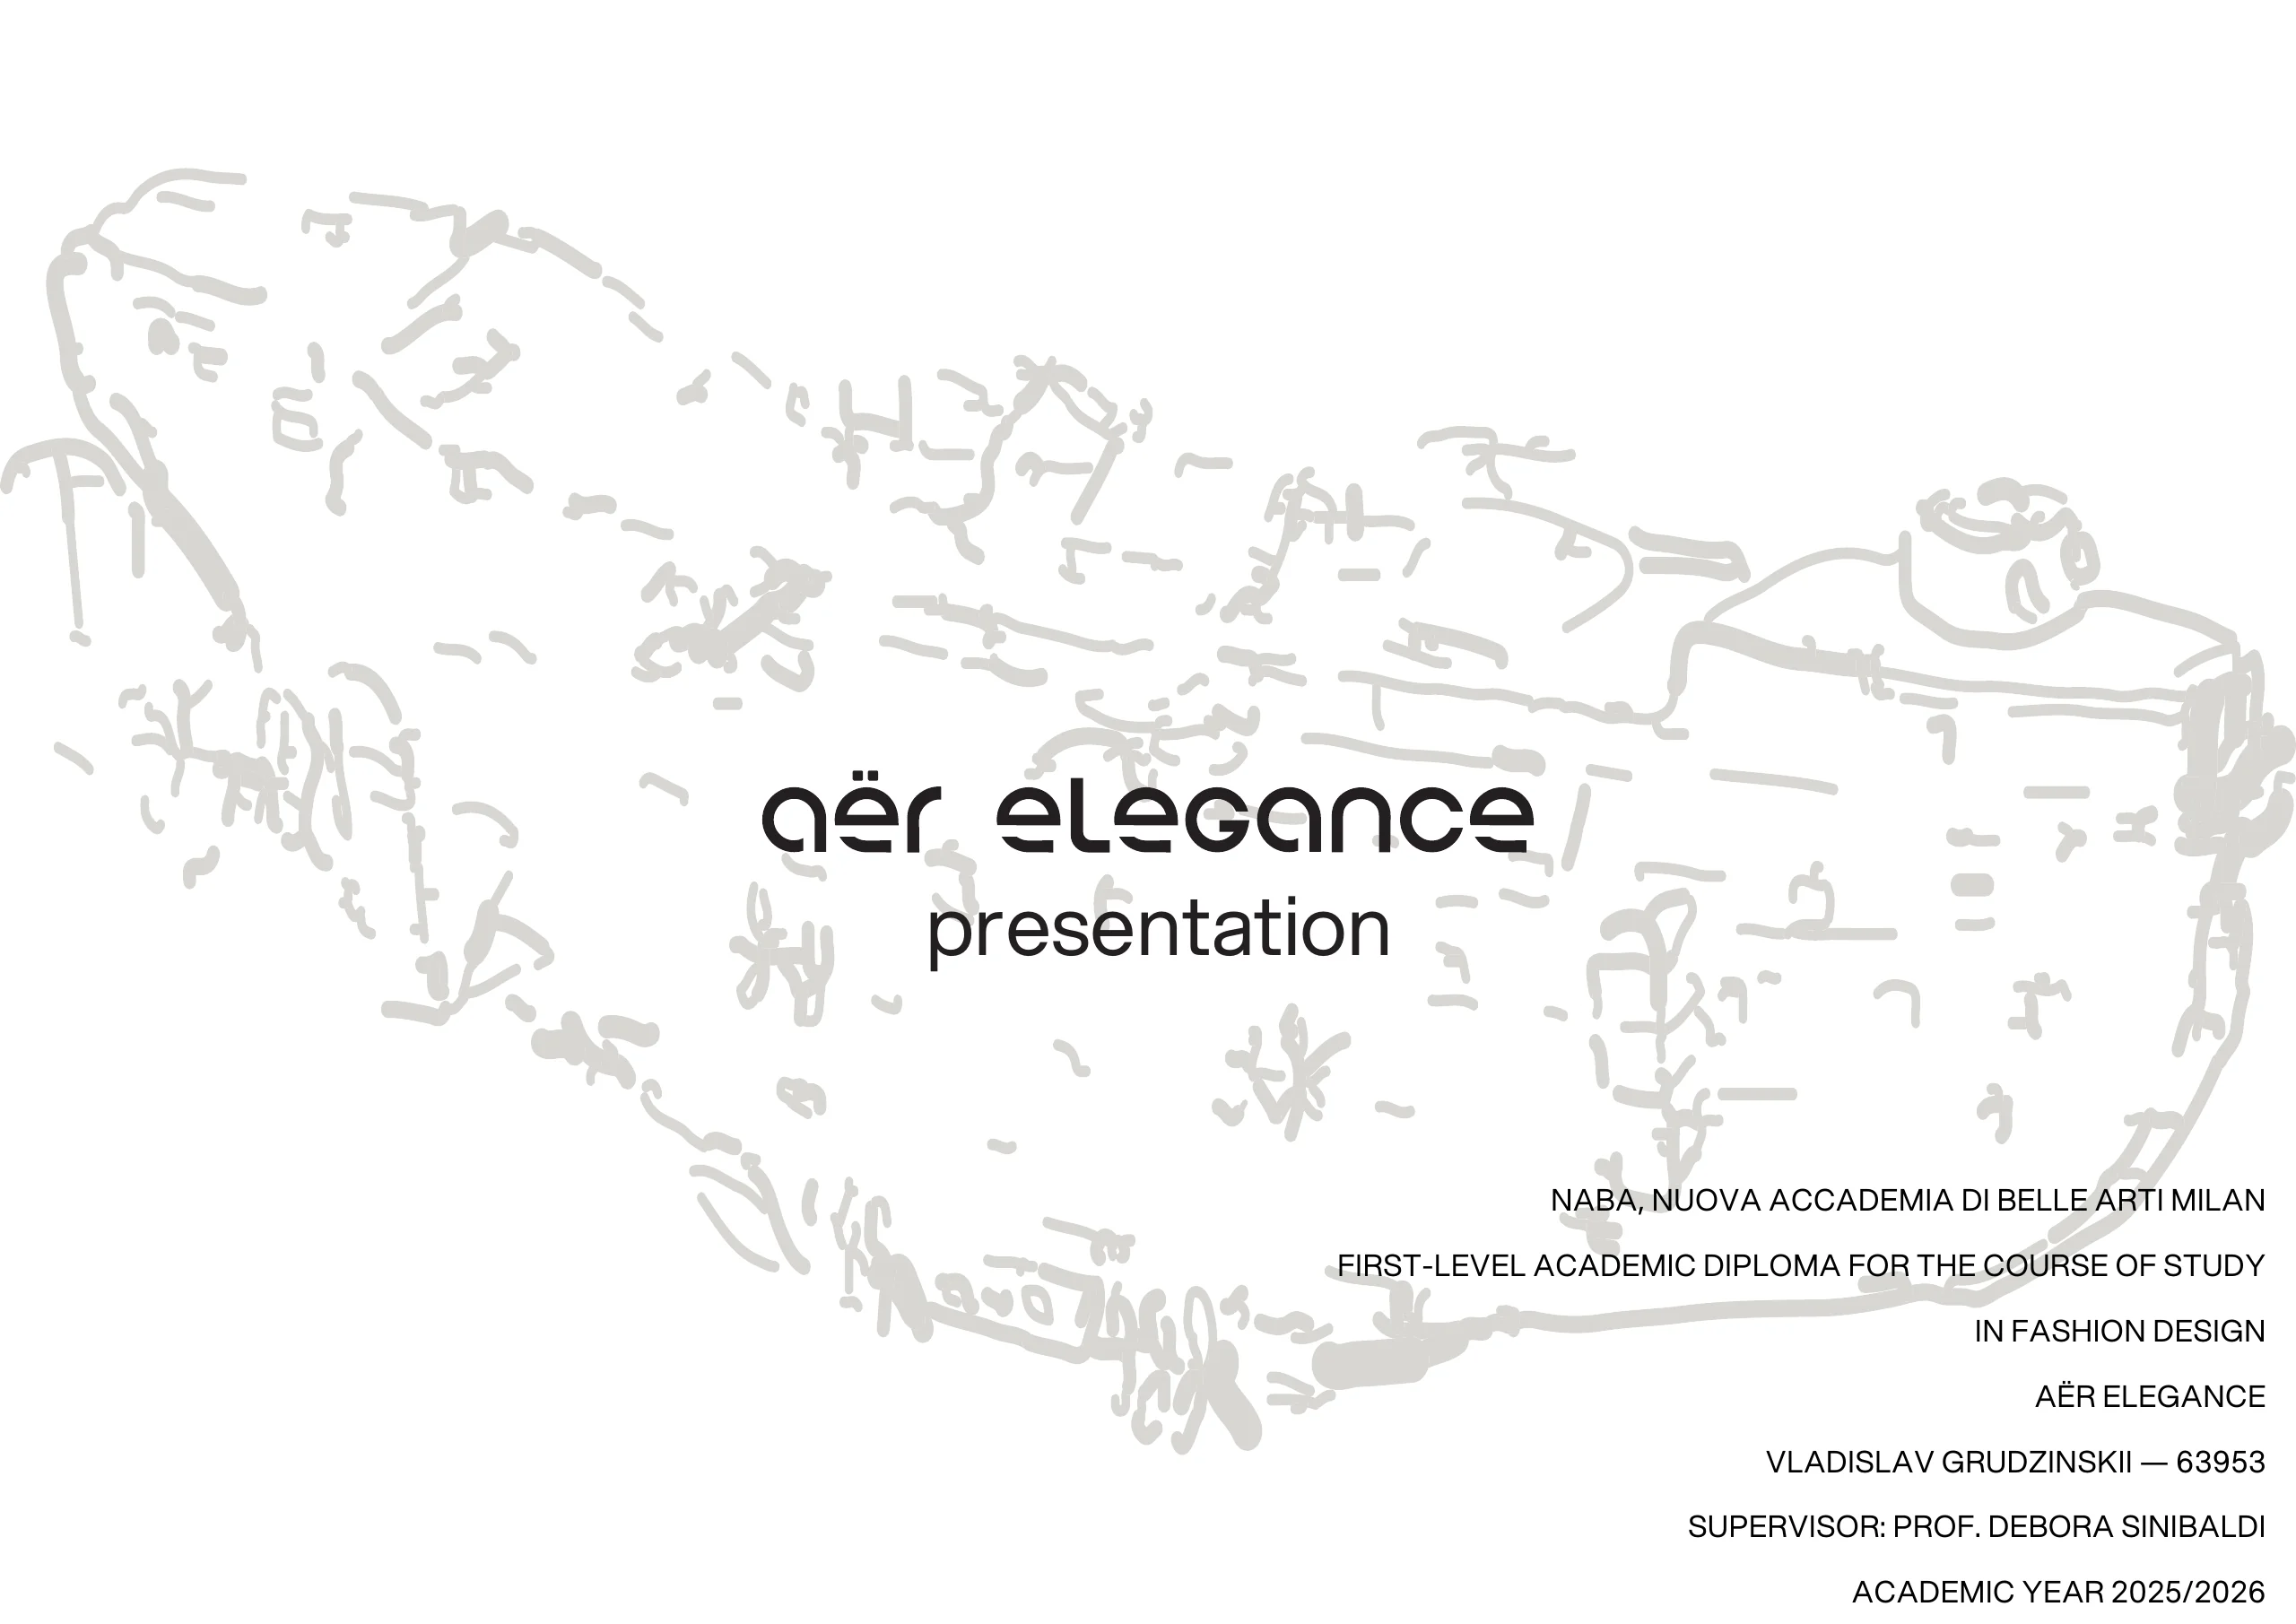 aër elegance
presentation
NABA, NUOVA ACCADEMIA DI BELLE ARTI MILAN
FIRST-LEVEL ACADEMIC DIPLOMA FOR THE COURSE OF STUDY
IN FASHION DESIGN
AËR ELEGANCE
VLADISLAV GRUDZINSKII — 63953
SUPERVISOR: PROF. DEBORA SINIBALDI
ACADEMIC YEAR 2025/2026